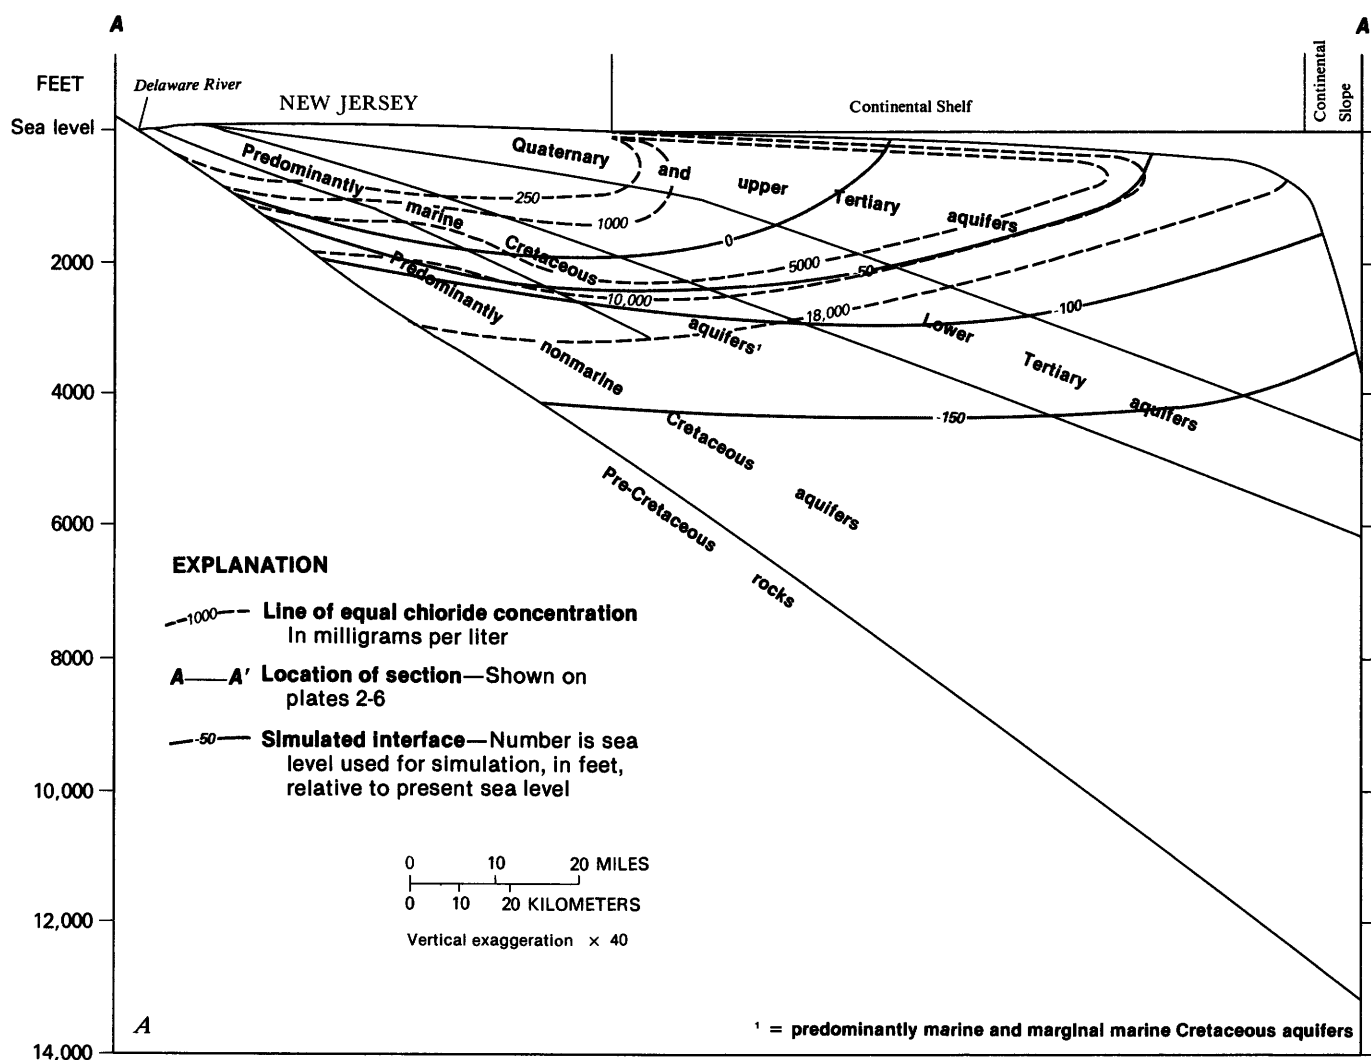 A
A
FEET
Delaware River
NEW JERSEY
Continental Shelf
Continental
Slope
Sea level
Quaternary
and
upper
Tertiary
aquifers
Predominantly
marine
Cretaceous
aquifers¹
250
1000
0
5000
-50
10,000
18,000
-100
-150
Lower
Tertiary
aquifers
Predominantly
nonmarine
Cretaceous
aquifers
Pre-Cretaceous
rocks
2000
4000
6000
8000
10,000
12,000
14,000
EXPLANATION
-1000- Line of equal chloride concentration
In milligrams per liter
A—A' Location of section—Shown on
plates 2-6
-50- Simulated interface—Number is sea
level used for simulation, in feet,
relative to present sea level
0 10 20 MILES
0 10 20 KILOMETERS
Vertical exaggeration × 40
A
¹ = predominantly marine and marginal marine Cretaceous aquifers